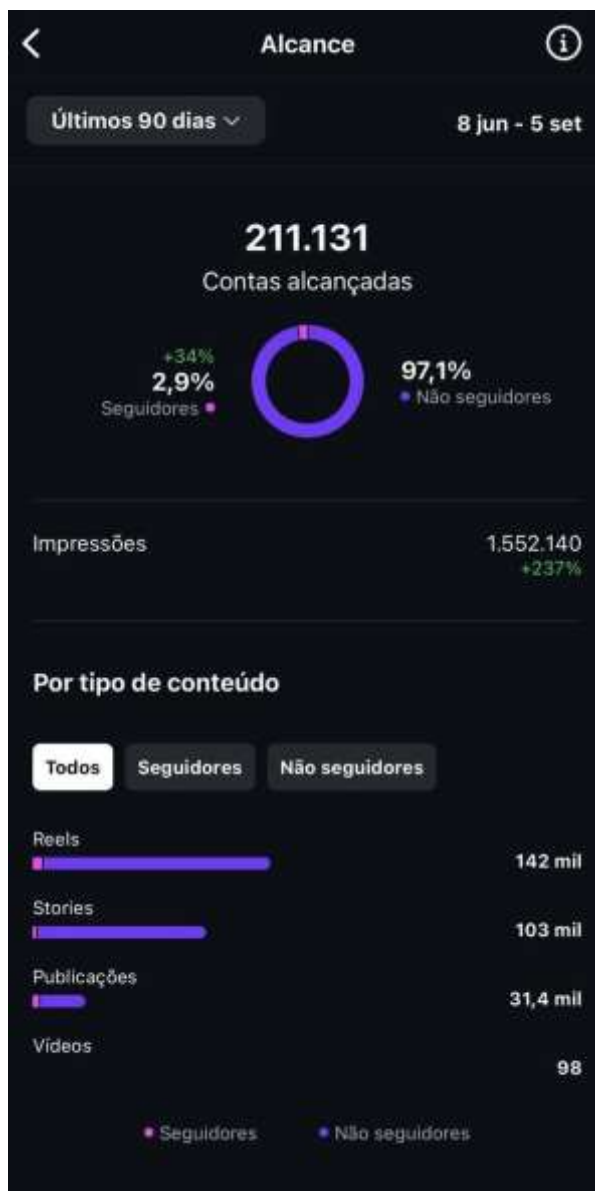 Alcance
Últimos 90 dias
8 jun - 5 set
211.131
Contas alcançadas
+34%
2,9%
Seguidores
97,1%
Não seguidores
Impressões
1.552.140
+237%
Por tipo de conteúdo
Todos
Seguidores
Não seguidores
Reels
142 mil
Stories
103 mil
Publicações
31,4 mil
Vídeos
98
Seguidores
Não seguidores